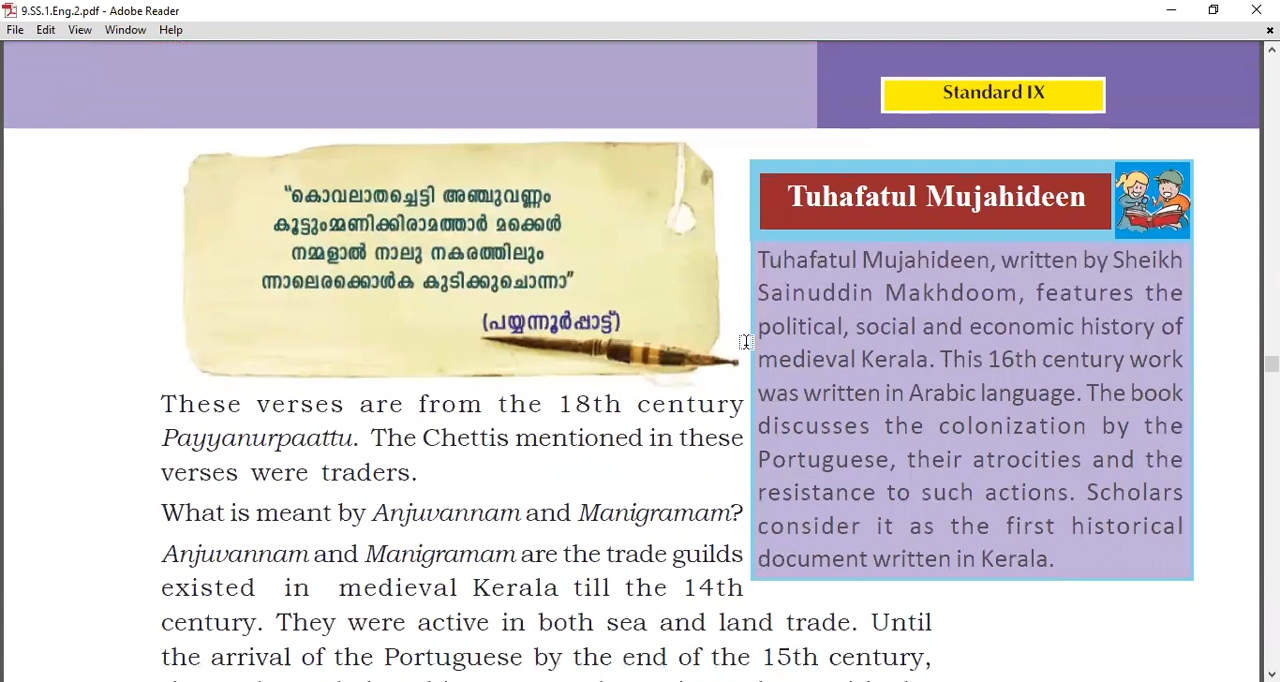 9.SS.1.Eng.2.pdf - Adobe Reader
File Edit View Window Help
Standard IX
“കൊവലാതച്ചെട്ടി അഞ്ചുവണ്ണം
കൂട്ടുംമ്മണിക്കിരാമത്താർ മക്കൾ
നമ്മളാൽ നാലു നകരത്തിലും
ന്നാലെരക്കൊൾക കുടിക്കുചൊന്നാ”
(പയ്യന്നൂർപ്പാട്ട്)
These verses are from the 18th century
Payyanurpaattu. The Chettis mentioned in these
verses were traders.
What is meant by Anjuvannam and Manigramam?
Anjuvannam and Manigramam are the trade guilds
existed in medieval Kerala till the 14th
century. They were active in both sea and land trade. Until
the arrival of the Portuguese by the end of the 15th century,
Tuhafatul Mujahideen
Tuhafatul Mujahideen, written by Sheikh
Sainuddin Makhdoom, features the
political, social and economic history of
medieval Kerala. This 16th century work
was written in Arabic language. The book
discusses the colonization by the
Portuguese, their atrocities and the
resistance to such actions. Scholars
consider it as the first historical
document written in Kerala.